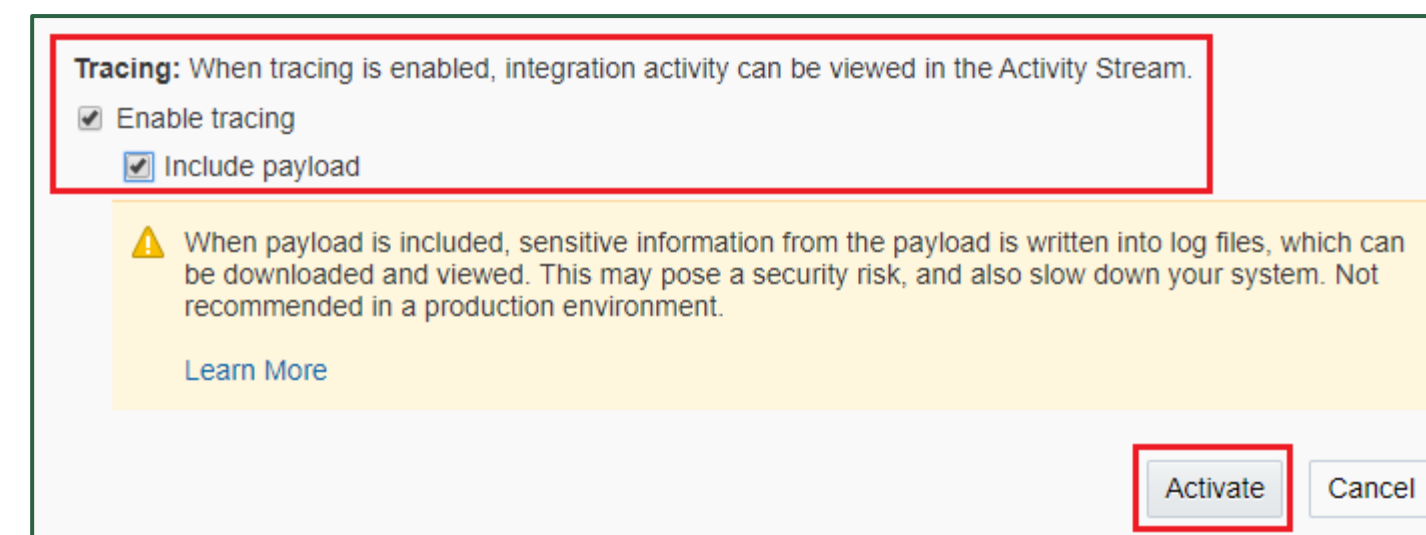 Tracing: When tracing is enabled, integration activity can be viewed in the Activity Stream.
Enable tracing
Include payload
When payload is included, sensitive information from the payload is written into log files, which can
be downloaded and viewed. This may pose a security risk, and also slow down your system. Not
recommended in a production environment.
Learn More
Activate Cancel